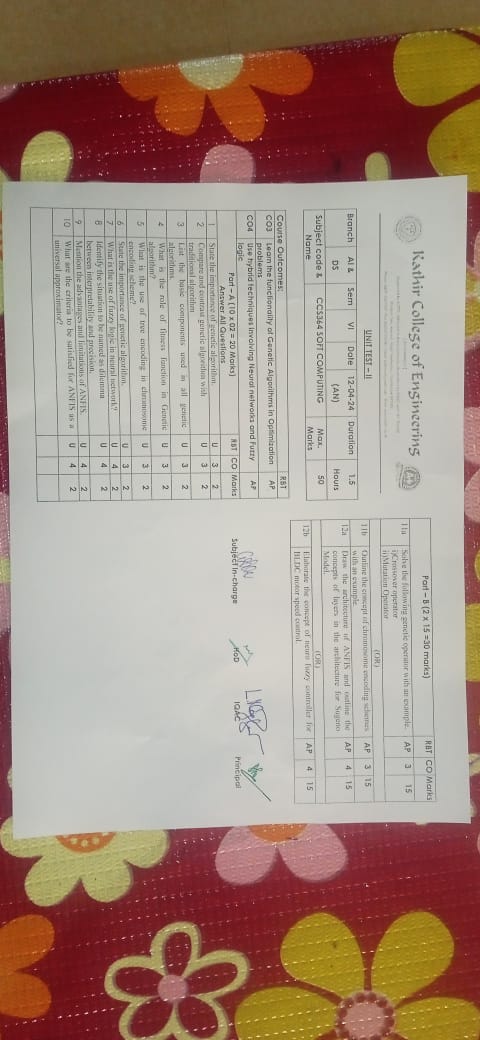 Kathir College of Engineering
UNIT TEST – II
Branch AI & DS Sem VI Date 12-04-24 (AN) Duration 1.5 Hours
Subject code & Name CCS364 SOFT COMPUTING Max. Marks 50
Course Outcomes: RBT
CO3 Learn the functionality of Genetic Algorithms in Optimization problems AP
CO4 Use hybrid techniques involving Neural networks and Fuzzy logic AP
Part – A (10 x 02 = 20 Marks) RBT CO Marks
Answer All Questions
1 State the importance of genetic algorithm. U 3 2
2 Compare and contrast genetic algorithm with U 3 2
traditional algorithm
3 List the basic components used in all genetic U 3 2
algorithms.
4 What is the role of fitness function in Genetic U 3 2
algorithm?
5 What is the use of tree encoding in chromosome U 3 2
encoding scheme?
6 State the importance of genetic algorithm. U 3 2
7 What is the use of fuzzy logic in neural network? U 4 2
8 Identify the situation to be named as dilemma U 4 2
between interpretability and precision.
9 Mention the advantages and limitations of ANFIS. U 4 2
10 What are the criteria to be satisfied for ANFIS as a U 4 2
universal approximator?
Part – B (2 x 15 =30 marks) RBT CO Marks
11a Solve the following genetic operator with an example. AP 3 15
i)Crossover operator
ii)Mutation Operator
(OR)
11b Outline the concept of chromosome encoding schemes AP 3 15
with an example.
12a Draw the architecture of ANFIS and outline the AP 4 15
concepts of layers in the architecture for Sugeno
Model.
(OR)
12b Elaborate the concept of neuro fuzzy controller for AP 4 15
BLDC motor speed control.
Subject In-charge HoD IQAC Principal